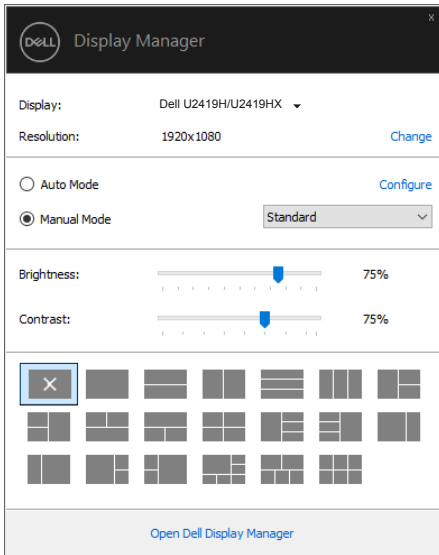 x
DELL Display Manager
Display: Dell U2419H/U2419HX
Resolution: 1920x1080 Change
Auto Mode Configure
Manual Mode Standard
Brightness: 75%
Contrast: 75%
Open Dell Display Manager